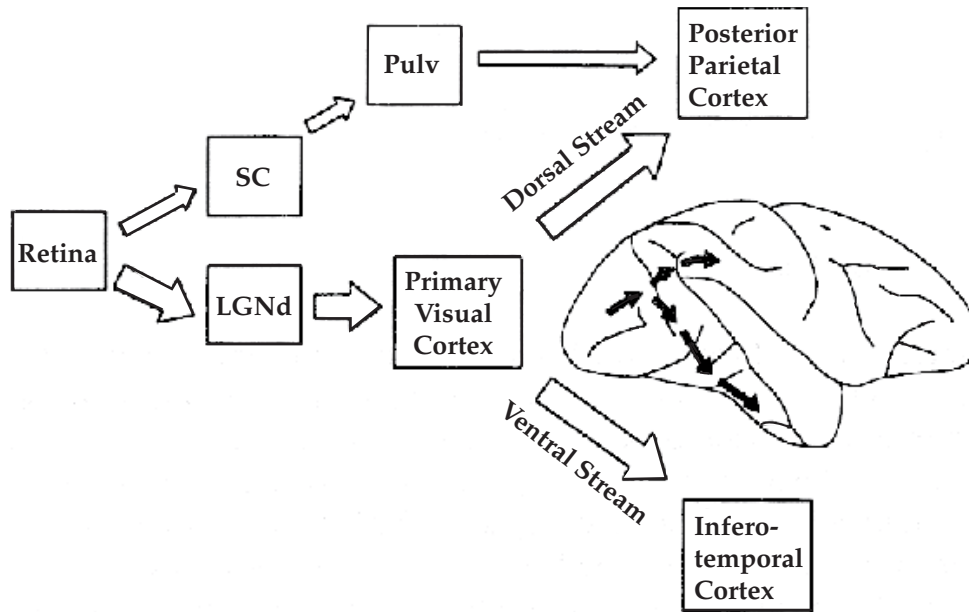 Pulv
Posterior
Parietal
Cortex
SC
Dorsal Stream
Retina
LGNd
Primary
Visual
Cortex
Ventral Stream
Infero-
temporal
Cortex